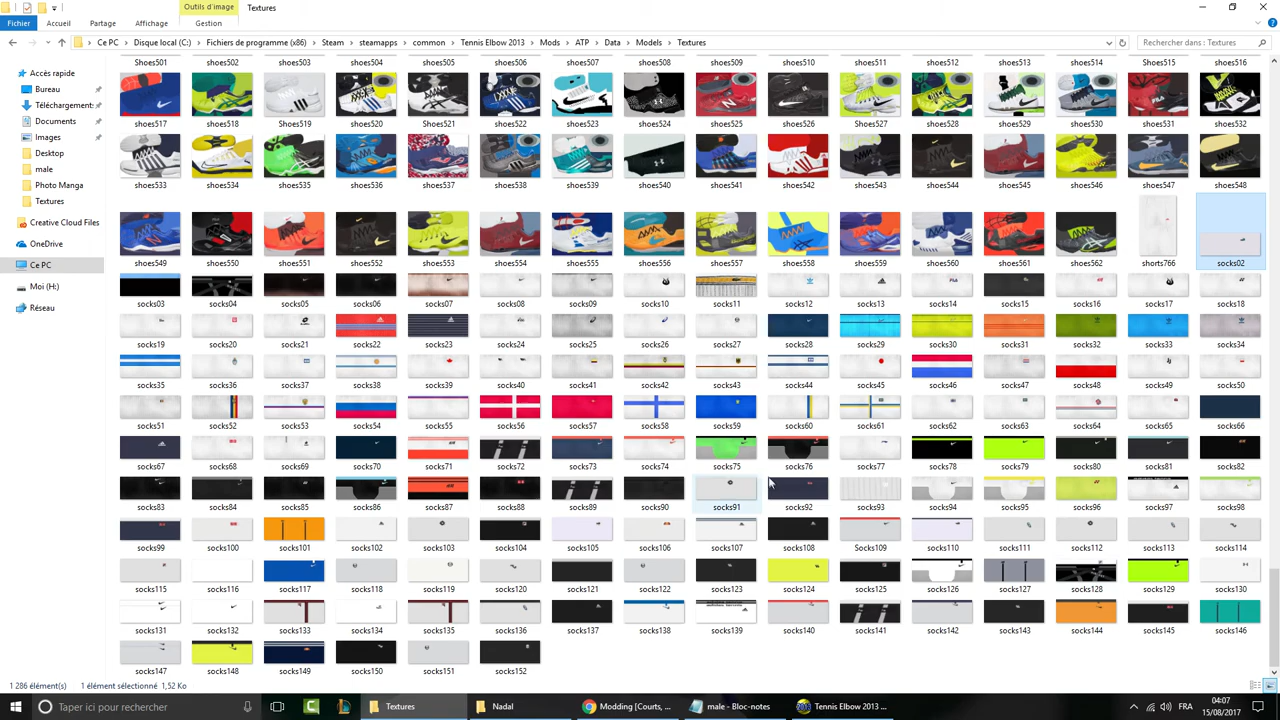 Outils d'image
Textures
Fichier Accueil Partage Affichage Gestion
Ce PC Disque local (C:) Fichiers de programme (x86) Steam steamapps common Tennis Elbow 2013 Mods ATP Data Models Textures
Rechercher dans : Textures
Accès rapide
Bureau
Téléchargement:
Documents
Images
Desktop
male
Photo Manga
Textures
Creative Cloud Files
OneDrive
Ce PC
Moi (H:)
Réseau
Shoes501 shoes502 shoes503 shoes504 shoes505 shoes506 shoes507 shoes508 shoes509 shoes510 shoes511 shoes512 shoes513 shoes514 Shoes515 shoes516
shoes517 shoes518 Shoes519 shoes520 Shoes521 shoes522 shoes523 shoes524 shoes525 shoes526 Shoes527 shoes528 shoes529 shoes530 shoes531 shoes532
shoes533 shoes534 shoes535 shoes536 shoes537 shoes538 shoes539 shoes540 shoes541 shoes542 shoes543 shoes544 shoes545 shoes546 shoes547 shoes548
shoes549 shoes550 shoes551 shoes552 shoes553 shoes554 shoes555 shoes556 shoes557 shoes558 shoes559 shoes560 shoes561 shoes562 shorts766 socks02
socks03 socks04 socks05 socks06 socks07 socks08 socks09 socks10 socks11 socks12 socks13 socks14 socks15 socks16 socks17 socks18
socks19 socks20 socks21 socks22 socks23 socks24 socks25 socks26 socks27 socks28 socks29 socks30 socks31 socks32 socks33 socks34
socks35 socks36 socks37 socks38 socks39 socks40 socks41 socks42 socks43 socks44 socks45 socks46 socks47 socks48 socks49 socks50
socks51 socks52 socks53 socks54 socks55 socks56 socks57 socks58 socks59 socks60 socks61 socks62 socks63 socks64 socks65 socks66
socks67 socks68 socks69 socks70 socks71 socks72 socks73 socks74 socks75 socks76 socks77 socks78 socks79 socks80 socks81 socks82
socks83 socks84 socks85 socks86 socks87 socks88 socks89 socks90 socks91 socks92 socks93 socks94 socks95 socks96 socks97 socks98
socks99 socks100 socks101 socks102 socks103 socks104 socks105 socks106 socks107 socks108 Socks109 socks110 socks111 socks112 socks113 socks114
socks115 socks116 socks117 socks118 socks119 socks120 socks121 socks122 socks123 socks124 socks125 socks126 socks127 socks128 socks129 socks130
socks131 socks132 socks133 socks134 socks135 socks136 socks137 socks138 socks139 socks140 socks141 socks142 socks143 socks144 socks145 socks146
socks147 socks148 socks149 socks150 socks151 socks152
1 286 élément(s) 1 élément sélectionné 1,52 Ko
Taper ici pour rechercher Textures Nadal Modding [Courts, ... male - Bloc-notes Tennis Elbow 2013 ... FRA 04:07
15/08/2017